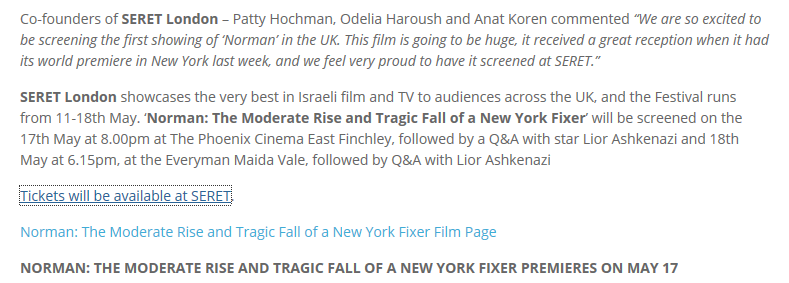 Co-founders of SERET London – Patty Hochman, Odelia Haroush and Anat Koren commented “We are so excited to
be screening the first showing of ‘Norman’ in the UK. This film is going to be huge, it received a great reception when it had
its world premiere in New York last week, and we feel very proud to have it screened at SERET.”
SERET London showcases the very best in Israeli film and TV to audiences across the UK, and the Festival runs
from 11-18th May. ‘Norman: The Moderate Rise and Tragic Fall of a New York Fixer’ will be screened on the
17th May at 8.00pm at The Phoenix Cinema East Finchley, followed by a Q&A with star Lior Ashkenazi and 18th
May at 6.15pm, at the Everyman Maida Vale, followed by Q&A with Lior Ashkenazi
Tickets will be available at SERET.
Norman: The Moderate Rise and Tragic Fall of a New York Fixer Film Page
NORMAN: THE MODERATE RISE AND TRAGIC FALL OF A NEW YORK FIXER PREMIERES ON MAY 17